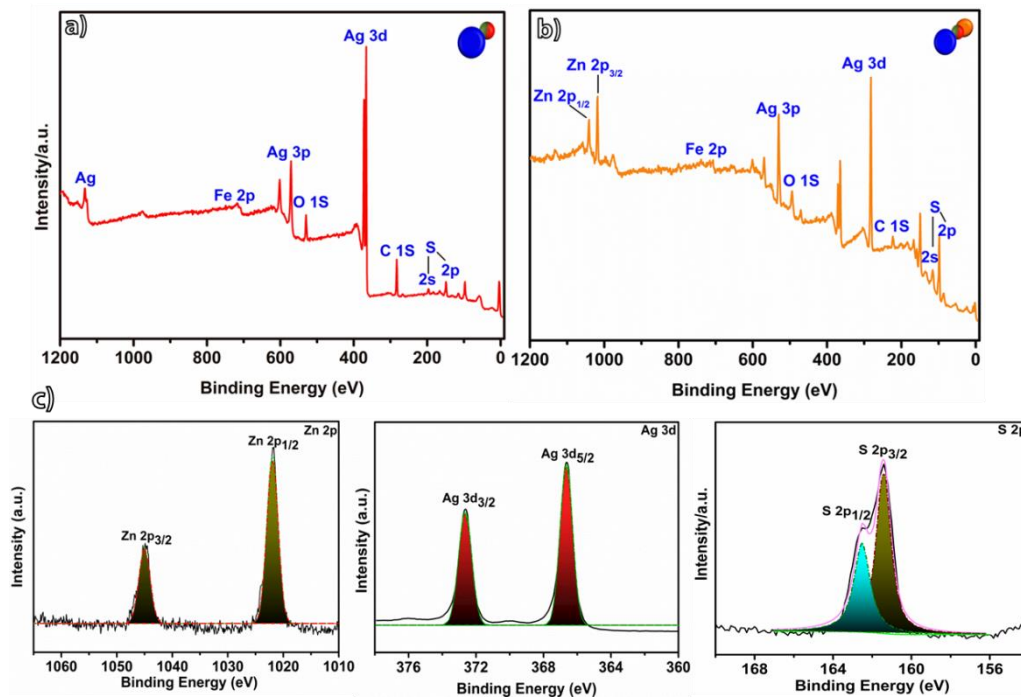 a)
Ag 3d
Ag 3p
Ag
Fe 2p
O 1S
C 1S
S
2s
2p
Intensity/a.u.
1200 1000 800 600 400 200 0
Binding Energy (eV)
b)
Zn 2p3/2
Zn 2p1/2
Ag 3d
Ag 3p
Fe 2p
O 1S
C 1S
S
2p
2s
Intensity/a.u.
1200 1000 800 600 400 200 0
Binding Energy (eV)
c)
Zn 2p
Zn 2p1/2
Zn 2p3/2
Intensity (a.u.)
1060 1050 1040 1030 1020 1010
Binding Energy (eV)
Ag 3d
Ag 3d5/2
Ag 3d3/2
Intensity (a.u.)
376 372 368 364 360
Binding Energy (eV)
S 2p
S 2p3/2
S 2p1/2
Intensity/a.u.
168 164 160 156
Binding Energy (eV)